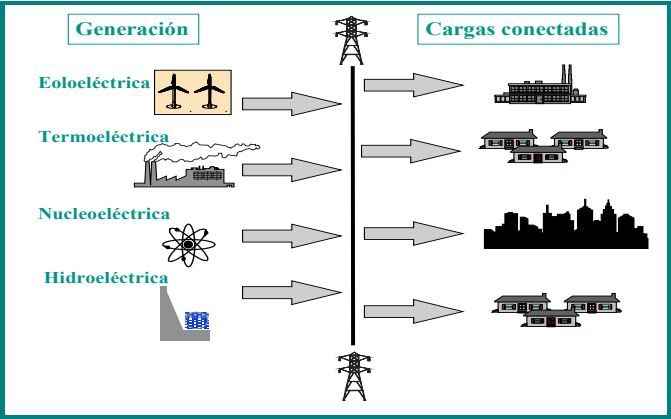 Generación
Cargas conectadas
Eoloeléctrica
Termoeléctrica
Nucleoeléctrica
Hidroeléctrica